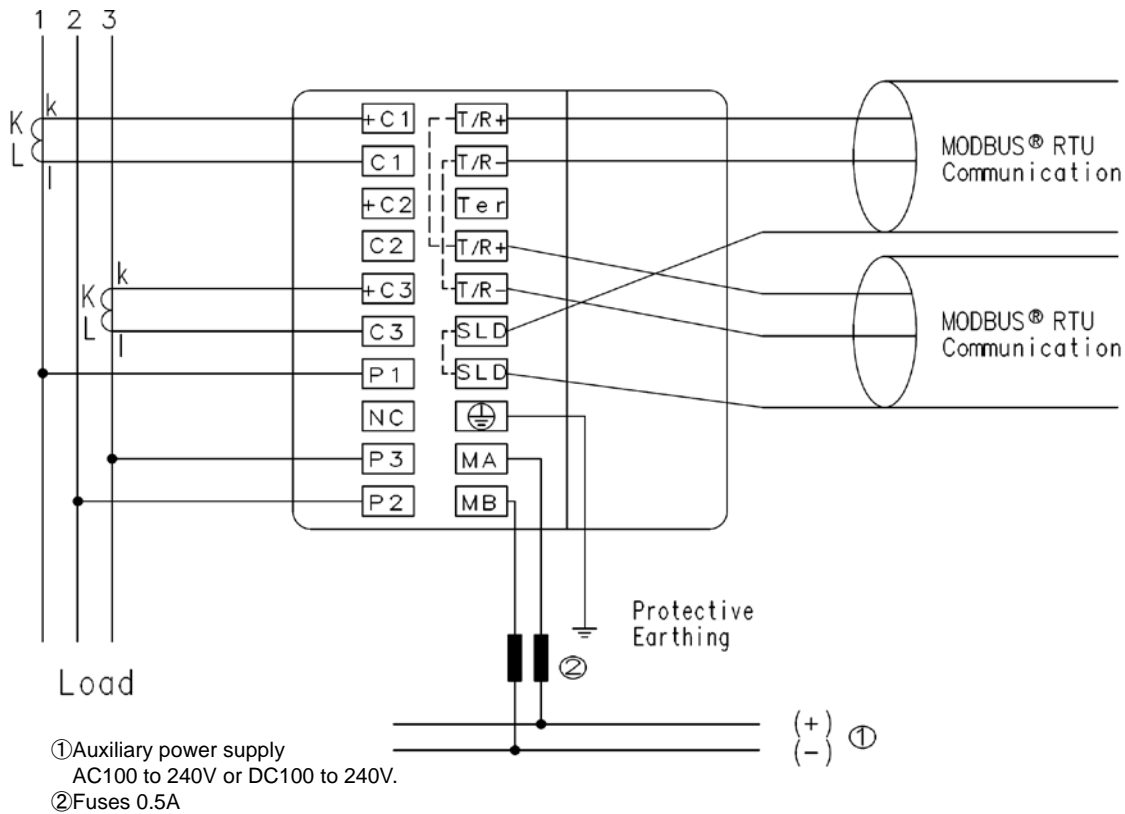 1 2 3
K k
L l
K k
L l
+C1
C1
+C2
C2
+C3
C3
P1
NC
P3
P2
T/R+
T/R-
Ter
T/R+
T/R-
SLD
SLD
MA
MB
MODBUS® RTU
Communication
MODBUS® RTU
Communication
Protective
Earthing
②
(+)
(-)
①
Load
①Auxiliary power supply
AC100 to 240V or DC100 to 240V.
②Fuses 0.5A